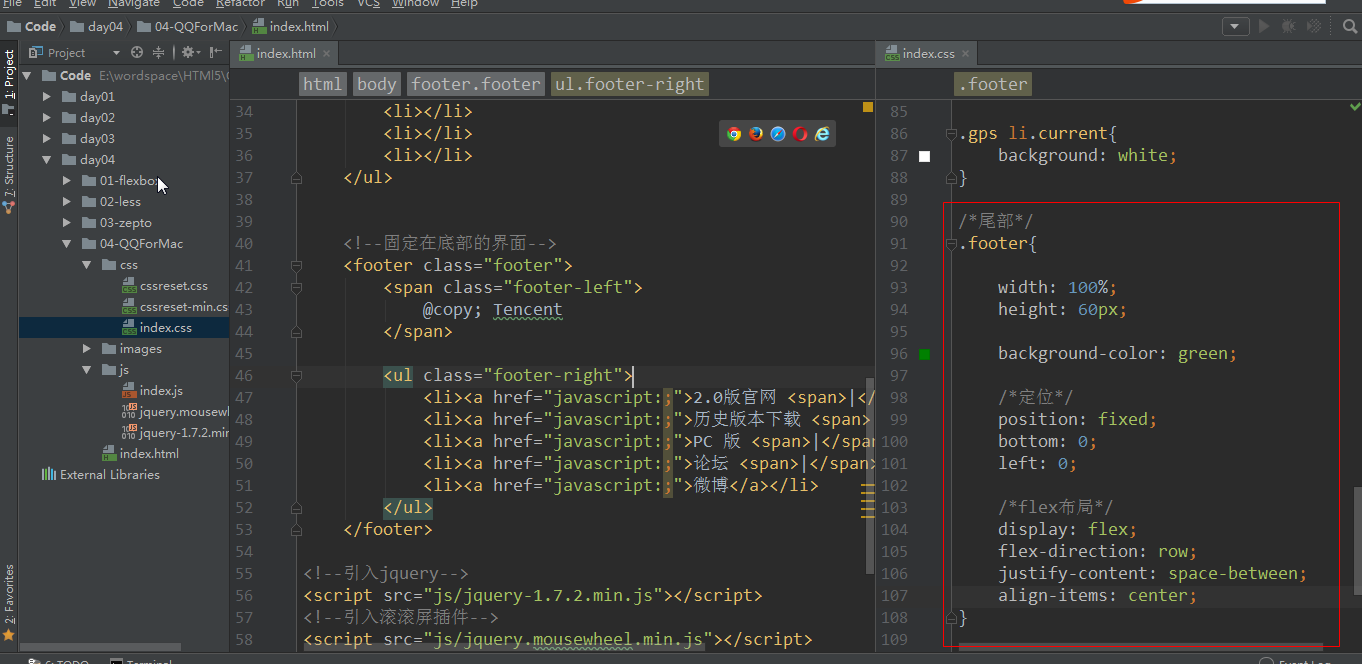 File Edit View Navigate Code Refactor Run Tools VCS Window Help
Code day04 04-QQForMac index.html
1: Project
7: Structure
2: Favorites
Project
Code E:\wordspace\HTMl5\
day01
day02
day03
day04
01-flexbo
02-less
03-zepto
04-QQForMac
css
cssreset.css
cssreset-min.cs
index.css
images
js
index.js
jquery.mousewl
jquery-1.7.2.mir
index.html
External Libraries
index.html
html body footer.footer ul.footer-right
34 <li></li>
35 <li></li>
36 <li></li>
37 </ul>
38
39
40 <!--固定在底部的界面-->
41 <footer class="footer">
42 <span class="footer-left">
43 @copy; Tencent
44 </span>
45
46 <ul class="footer-right">
47 <li><a href="javascript:;">2.0版官网 <span>|</
48 <li><a href="javascript:;">历史版本下载 <span>
49 <li><a href="javascript:;">PC 版 <span>|</span
50 <li><a href="javascript:;">论坛 <span>|</span>
51 <li><a href="javascript:;">微博</a></li>
52 </ul>
53 </footer>
54
55 <!--引入jquery-->
56 <script src="js/jquery-1.7.2.min.js"></script>
57 <!--引入滚滚屏插件-->
58 <script src="js/jquery.mousewheel.min.js"></script>
index.css
.footer
85
86 .gps li.current{
87 background: white;
88 }
89
90 /*尾部*/
91 .footer{
92
93 width: 100%;
94 height: 60px;
95
96 background-color: green;
97
98 /*定位*/
99 position: fixed;
100 bottom: 0;
101 left: 0;
102
103 /*flex布局*/
104 display: flex;
105 flex-direction: row;
106 justify-content: space-between;
107 align-items: center;
108 }
109
6: TODO Terminal Event Log